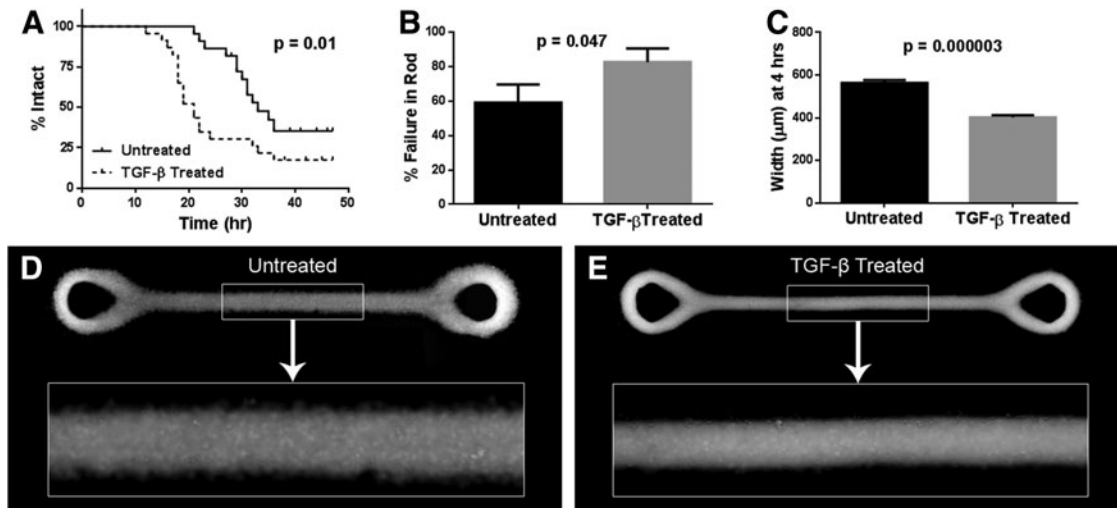 A
% Intact
100
75
50
25
0
p = 0.01
Untreated
TGF-β Treated
0 10 20 30 40 50
Time (hr)
B
% Failure in Rod
100
80
60
40
20
0
p = 0.047
Untreated TGF-βTreated
C
Width (μm) at 4 hrs
800
600
400
200
0
p = 0.000003
Untreated TGF-β Treated
D
Untreated
E
TGF-β Treated